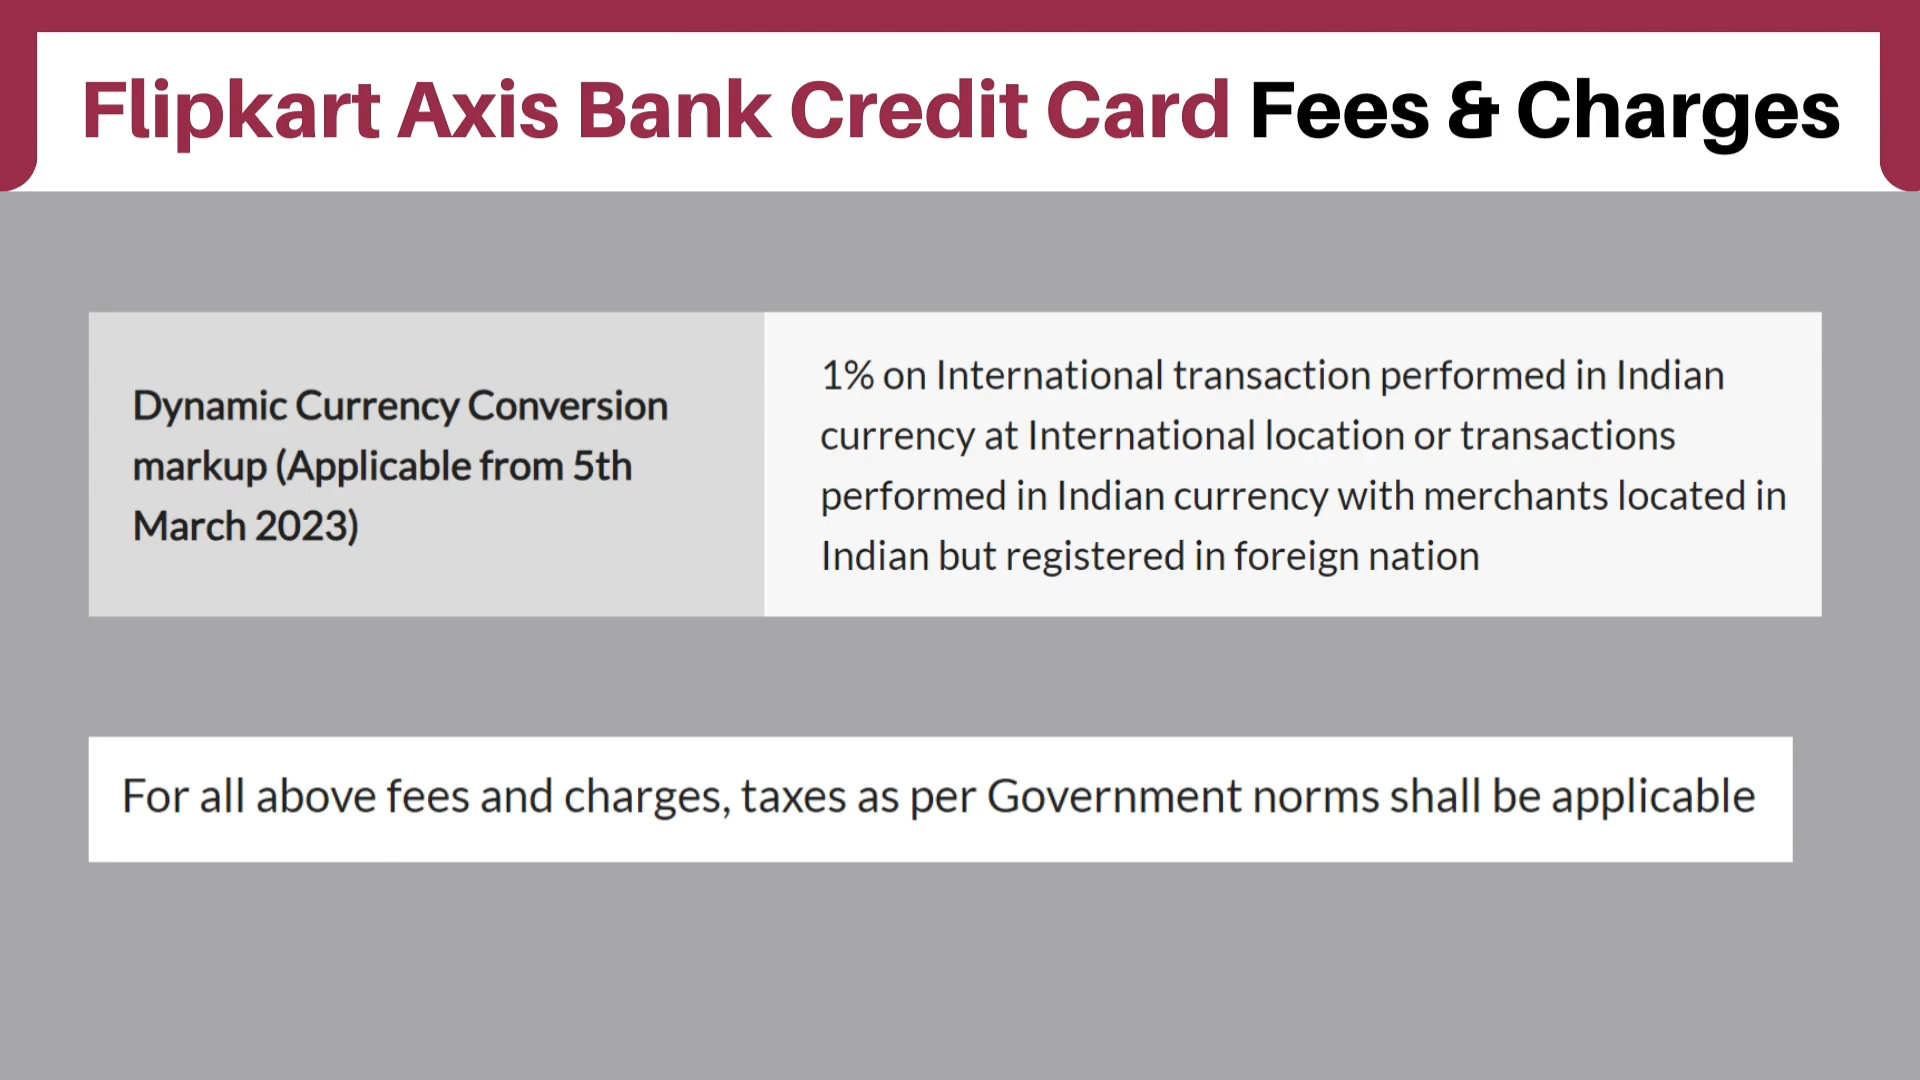 Flipkart Axis Bank Credit Card Fees & Charges
Dynamic Currency Conversion
markup (Applicable from 5th
March 2023)
1% on International transaction performed in Indian
currency at International location or transactions
performed in Indian currency with merchants located in
Indian but registered in foreign nation
For all above fees and charges, taxes as per Government norms shall be applicable